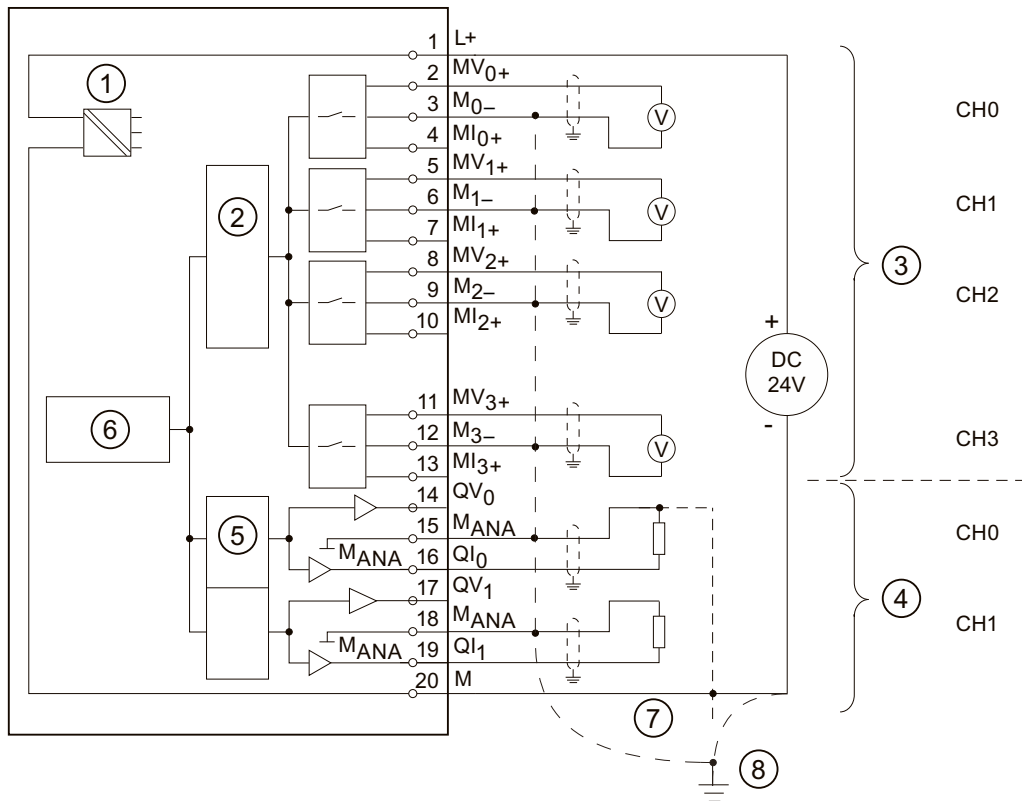 1 L+
2 MV0+
3 M0–
4 MI0+
5 MV1+
6 M1–
7 MI1+
8 MV2+
9 M2–
10 MI2+
11 MV3+
12 M3–
13 MI3+
14 QV0
15 MANA
16 QI0
17 QV1
18 MANA
19 QI1
20 M
1
2
6
5
MANA
MANA
V
V
V
V
+
DC
24V
-
3
4
7
8
CH0
CH1
CH2
CH3
CH0
CH1